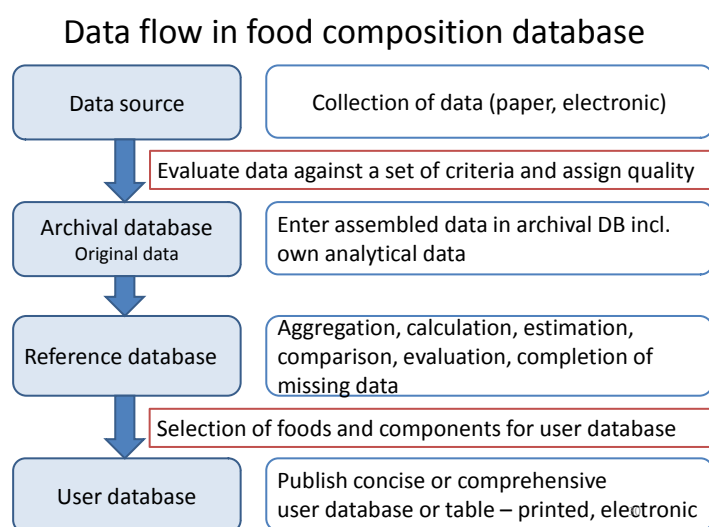 Data flow in food composition database
Data source
Collection of data (paper, electronic)
Evaluate data against a set of criteria and assign quality
Archival database
Original data
Enter assembled data in archival DB incl.
own analytical data
Reference database
Aggregation, calculation, estimation,
comparison, evaluation, completion of
missing data
Selection of foods and components for user database
User database
Publish concise or comprehensive
user database or table – printed, electronic